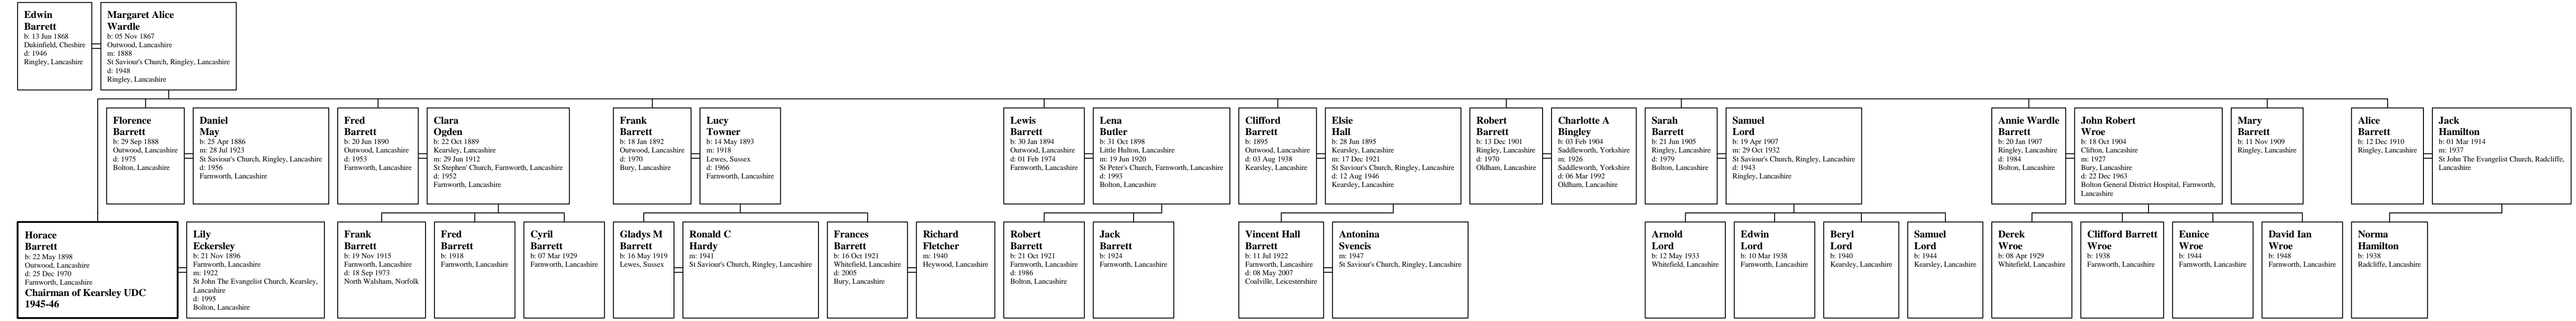 Edwin
Barrett
b: 13 Jun 1868
Dukinfield, Cheshire
d: 1946
Ringley, Lancashire
Margaret Alice
Wardle
b: 05 Nov 1867
Outwood, Lancashire
m: 1888
St Saviour's Church, Ringley, Lancashire
d: 1948
Ringley, Lancashire
Florence
Barrett
b: 29 Sep 1888
Outwood, Lancashire
d: 1975
Bolton, Lancashire
Daniel
May
b: 25 Apr 1886
m: 28 Jul 1923
St Saviour's Church, Ringley, Lancashire
d: 1956
Farnworth, Lancashire
Fred
Barrett
b: 20 Jun 1890
Outwood, Lancashire
d: 1953
Farnworth, Lancashire
Clara
Ogden
b: 22 Oct 1889
Kearsley, Lancashire
m: 29 Jun 1912
St Stephen' Church, Farnworth, Lancashire
d: 1952
Farnworth, Lancashire
Frank
Barrett
b: 18 Jan 1892
Outwood, Lancashire
d: 1970
Bury, Lancashire
Lucy
Towner
b: 14 May 1893
m: 1918
Lewes, Sussex
d: 1966
Farnworth, Lancashire
Lewis
Barrett
b: 30 Jan 1894
Outwood, Lancashire
d: 01 Feb 1974
Farnworth, Lancashire
Lena
Butler
b: 31 Oct 1898
Little Hulton, Lancashire
m: 19 Jun 1920
St Peter's Church, Farnworth, Lancashire
d: 1993
Bolton, Lancashire
Clifford
Barrett
b: 1895
Outwood, Lancashire
d: 03 Aug 1938
Kearsley, Lancashire
Elsie
Hall
b: 28 Jun 1895
Kearsley, Lancashire
m: 17 Dec 1921
St Saviour's Church, Ringley, Lancashire
d: 12 Aug 1946
Kearsley, Lancashire
Robert
Barrett
b: 13 Dec 1901
Ringley, Lancashire
d: 1970
Oldham, Lancashire
Charlotte A
Bingley
b: 03 Feb 1904
Saddleworth, Yorkshire
m: 1926
Saddleworth, Yorkshire
d: 06 Mar 1992
Oldham, Lancashire
Sarah
Barrett
b: 21 Jun 1905
Ringley, Lancashire
d: 1979
Bolton, Lancashire
Samuel
Lord
b: 19 Apr 1907
m: 29 Oct 1932
St Saviour's Church, Ringley, Lancashire
d: 1943
Ringley, Lancashire
Annie Wardle
Barrett
b: 20 Jan 1907
Ringley, Lancashire
d: 1984
Bolton, Lancashire
John Robert
Wroe
b: 18 Oct 1904
Clifton, Lancashire
m: 1927
Bury, Lancashire
d: 22 Dec 1963
Bolton General District Hospital, Farnworth,
Lancashire
Mary
Barrett
b: 11 Nov 1909
Ringley, Lancashire
Alice
Barrett
b: 12 Dec 1910
Ringley, Lancashire
Jack
Hamilton
b: 01 Mar 1914
m: 1937
St John The Evangelist Church, Radcliffe,
Lancashire
Horace
Barrett
b: 22 May 1898
Outwood, Lancashire
d: 25 Dec 1970
Farnworth, Lancashire
Chairman of Kearsley UDC
1945-46
Lily
Eckersley
b: 21 Nov 1896
Farnworth, Lancashire
m: 1922
St John The Evangelist Church, Kearsley,
Lancashire
d: 1995
Bolton, Lancashire
Frank
Barrett
b: 19 Nov 1915
Farnworth, Lancashire
d: 18 Sep 1973
North Walsham, Norfolk
Fred
Barrett
b: 1918
Farnworth, Lancashire
Cyril
Barrett
b: 07 Mar 1929
Farnworth, Lancashire
Gladys M
Barrett
b: 16 May 1919
Lewes, Sussex
Ronald C
Hardy
m: 1941
St Saviour's Church, Ringley, Lancashire
Frances
Barrett
b: 16 Oct 1921
Whitefield, Lancashire
d: 2005
Bury, Lancashire
Richard
Fletcher
m: 1940
Heywood, Lancashire
Robert
Barrett
b: 21 Oct 1921
Farnworth, Lancashire
d: 1986
Bolton, Lancashire
Jack
Barrett
b: 1924
Farnworth, Lancashire
Vincent Hall
Barrett
b: 11 Jul 1922
Farnworth, Lancashire
d: 08 May 2007
Coalville, Leicestershire
Antonina
Svencis
m: 1947
St Saviour's Church, Ringley, Lancashire
Arnold
Lord
b: 12 May 1933
Whitefield, Lancashire
Edwin
Lord
b: 10 Mar 1938
Farnworth, Lancashire
Beryl
Lord
b: 1940
Kearsley, Lancashire
Samuel
Lord
b: 1944
Kearsley, Lancashire
Derek
Wroe
b: 08 Apr 1929
Whitefield, Lancashire
Clifford Barrett
Wroe
b: 1938
Farnworth, Lancashire
Eunice
Wroe
b: 1944
Farnworth, Lancashire
David Ian
Wroe
b: 1948
Farnworth, Lancashire
Norma
Hamilton
b: 1938
Radcliffe, Lancashire